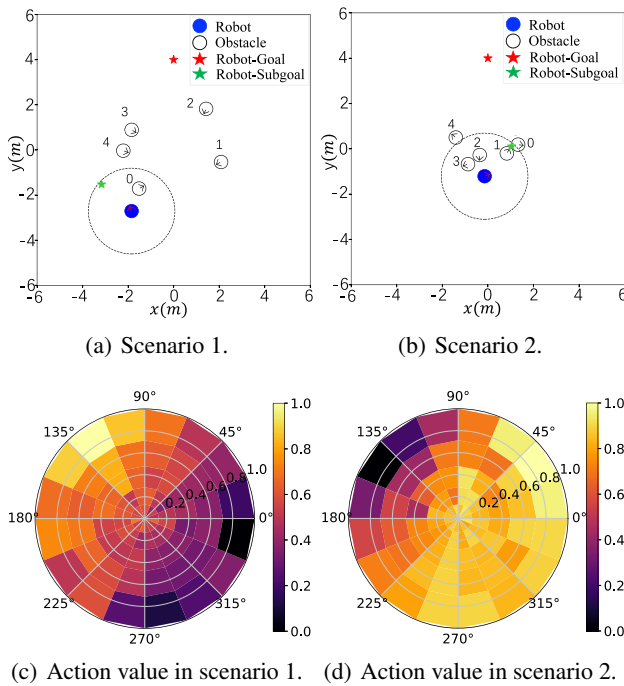 6
4
2
0
−2
−4
−6
y(m)
−6 −4 −2 0 2 4 6
x(m)
Robot
Obstacle
Robot-Goal
Robot-Subgoal
3
2
4
1
0
(a) Scenario 1.
6
4
2
0
−2
−4
−6
y(m)
−6 −4 −2 0 2 4 6
x(m)
Robot
Obstacle
Robot-Goal
Robot-Subgoal
4
2
1
0
3
(b) Scenario 2.
90°
135° 45°
180° 0°
225° 315°
270°
0.2 0.4 0.6 0.8 1.0
1.0
0.8
0.6
0.4
0.2
0.0
(c) Action value in scenario 1.
90°
135° 45°
180° 0°
225° 315°
270°
0.2 0.4 0.6 0.8 1.0
1.0
0.8
0.6
0.4
0.2
0.0
(d) Action value in scenario 2.